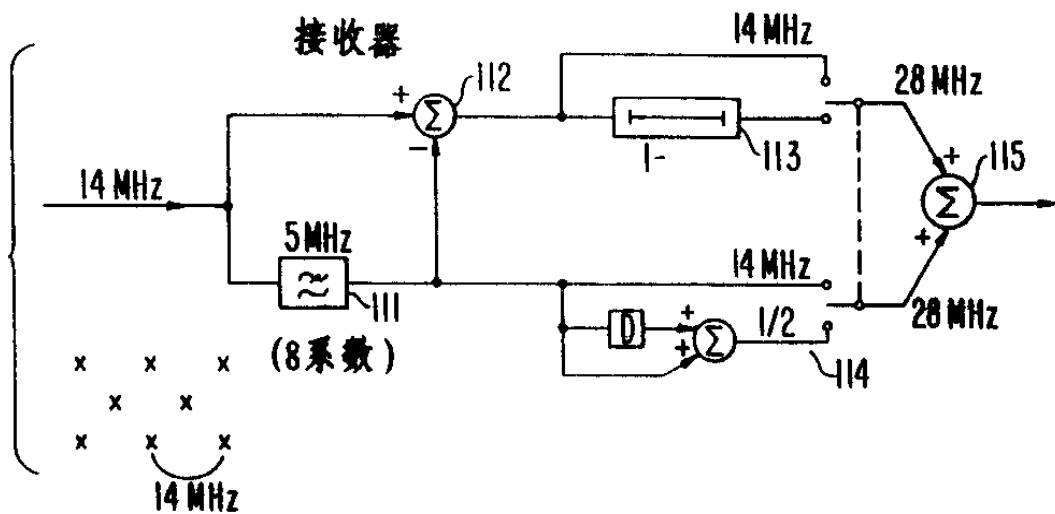 接收器
14 MHz
112
+
Σ
28 MHz
−
1-
113
+
115
14 MHz
Σ
5 MHz
+
14 MHz
111
D
+
+
Σ
1/2
28 MHz
(8系数)
114
x x x
x x
x x x
14 MHz